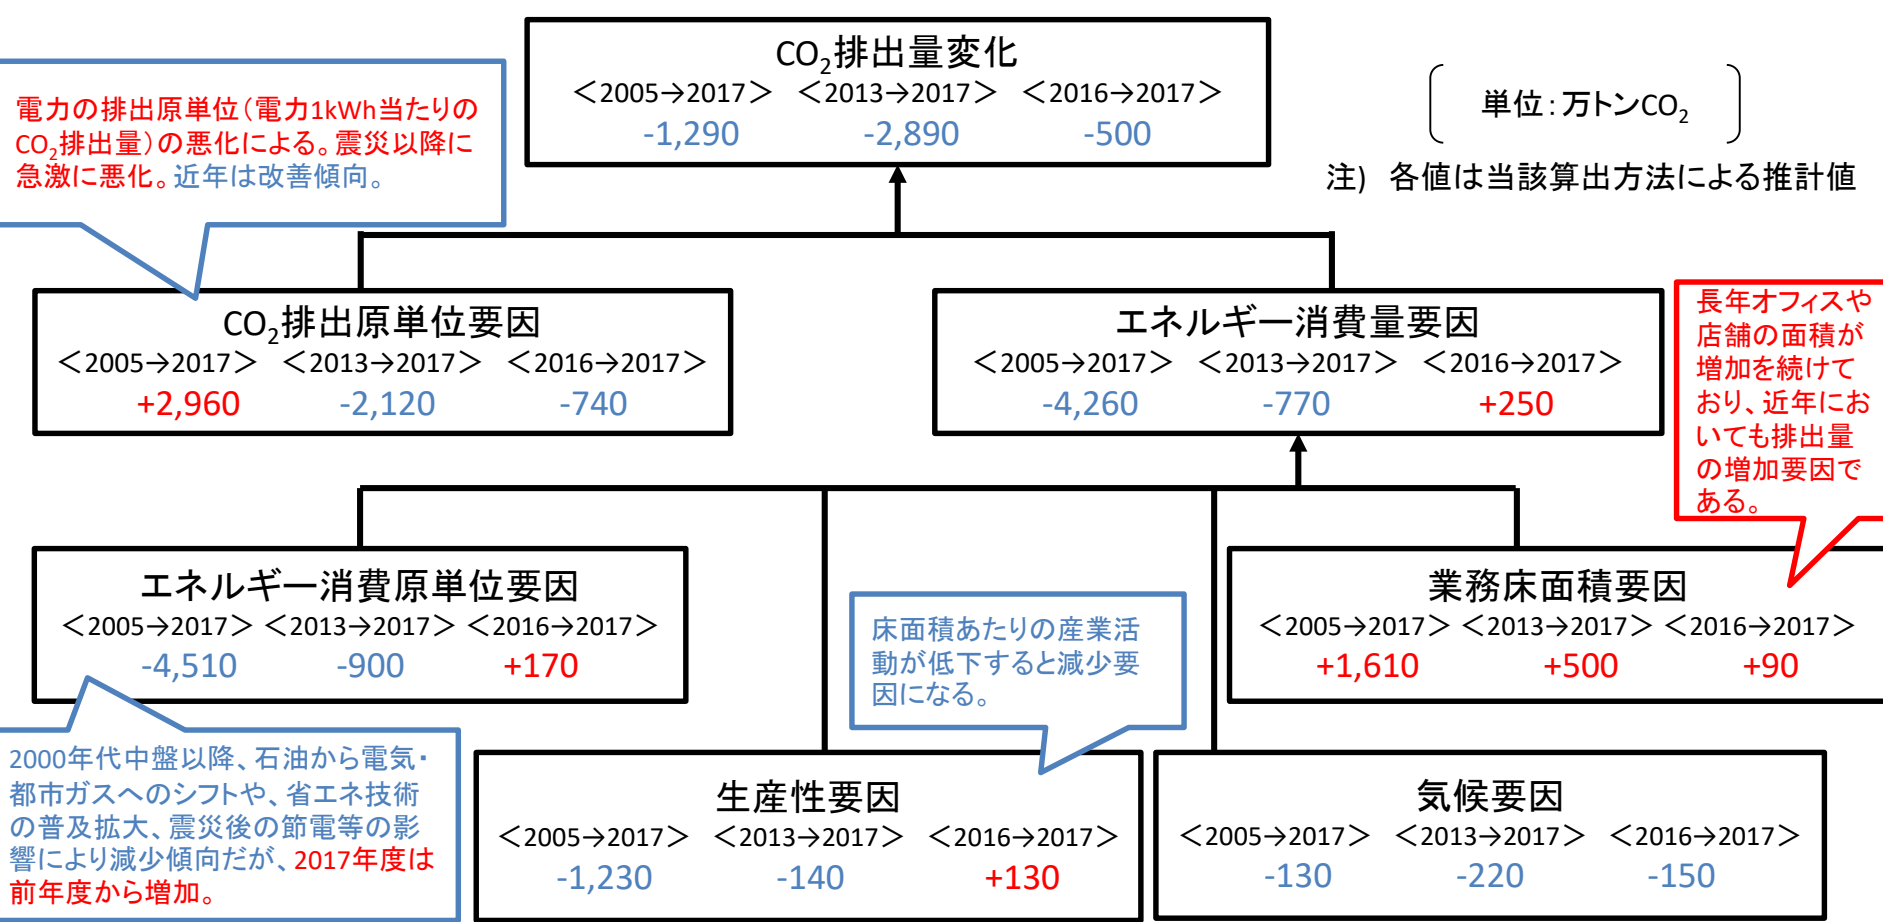 CO₂排出量変化
＜2005→2017＞ ＜2013→2017＞ ＜2016→2017＞
-1,290 -2,890 -500
単位：万トンCO₂
注) 各値は当該算出方法による推計値
電力の排出原単位（電力1kWh当たりの
CO₂排出量）の悪化による。震災以降に
急激に悪化。近年は改善傾向。
CO₂排出原単位要因
＜2005→2017＞ ＜2013→2017＞ ＜2016→2017＞
+2,960 -2,120 -740
エネルギー消費量要因
＜2005→2017＞ ＜2013→2017＞ ＜2016→2017＞
-4,260 -770 +250
長年オフィスや
店舗の面積が
増加を続けて
おり、近年にお
いても排出量
の増加要因で
ある。
エネルギー消費原単位要因
＜2005→2017＞ ＜2013→2017＞ ＜2016→2017＞
-4,510 -900 +170
床面積あたりの産業活
動が低下すると減少要
因になる。
業務床面積要因
＜2005→2017＞ ＜2013→2017＞ ＜2016→2017＞
+1,610 +500 +90
2000年代中盤以降、石油から電気・
都市ガスへのシフトや、省エネ技術
の普及拡大、震災後の節電等の影
響により減少傾向だが、2017年度は
前年度から増加。
生産性要因
＜2005→2017＞ ＜2013→2017＞ ＜2016→2017＞
-1,230 -140 +130
気候要因
＜2005→2017＞ ＜2013→2017＞ ＜2016→2017＞
-130 -220 -150